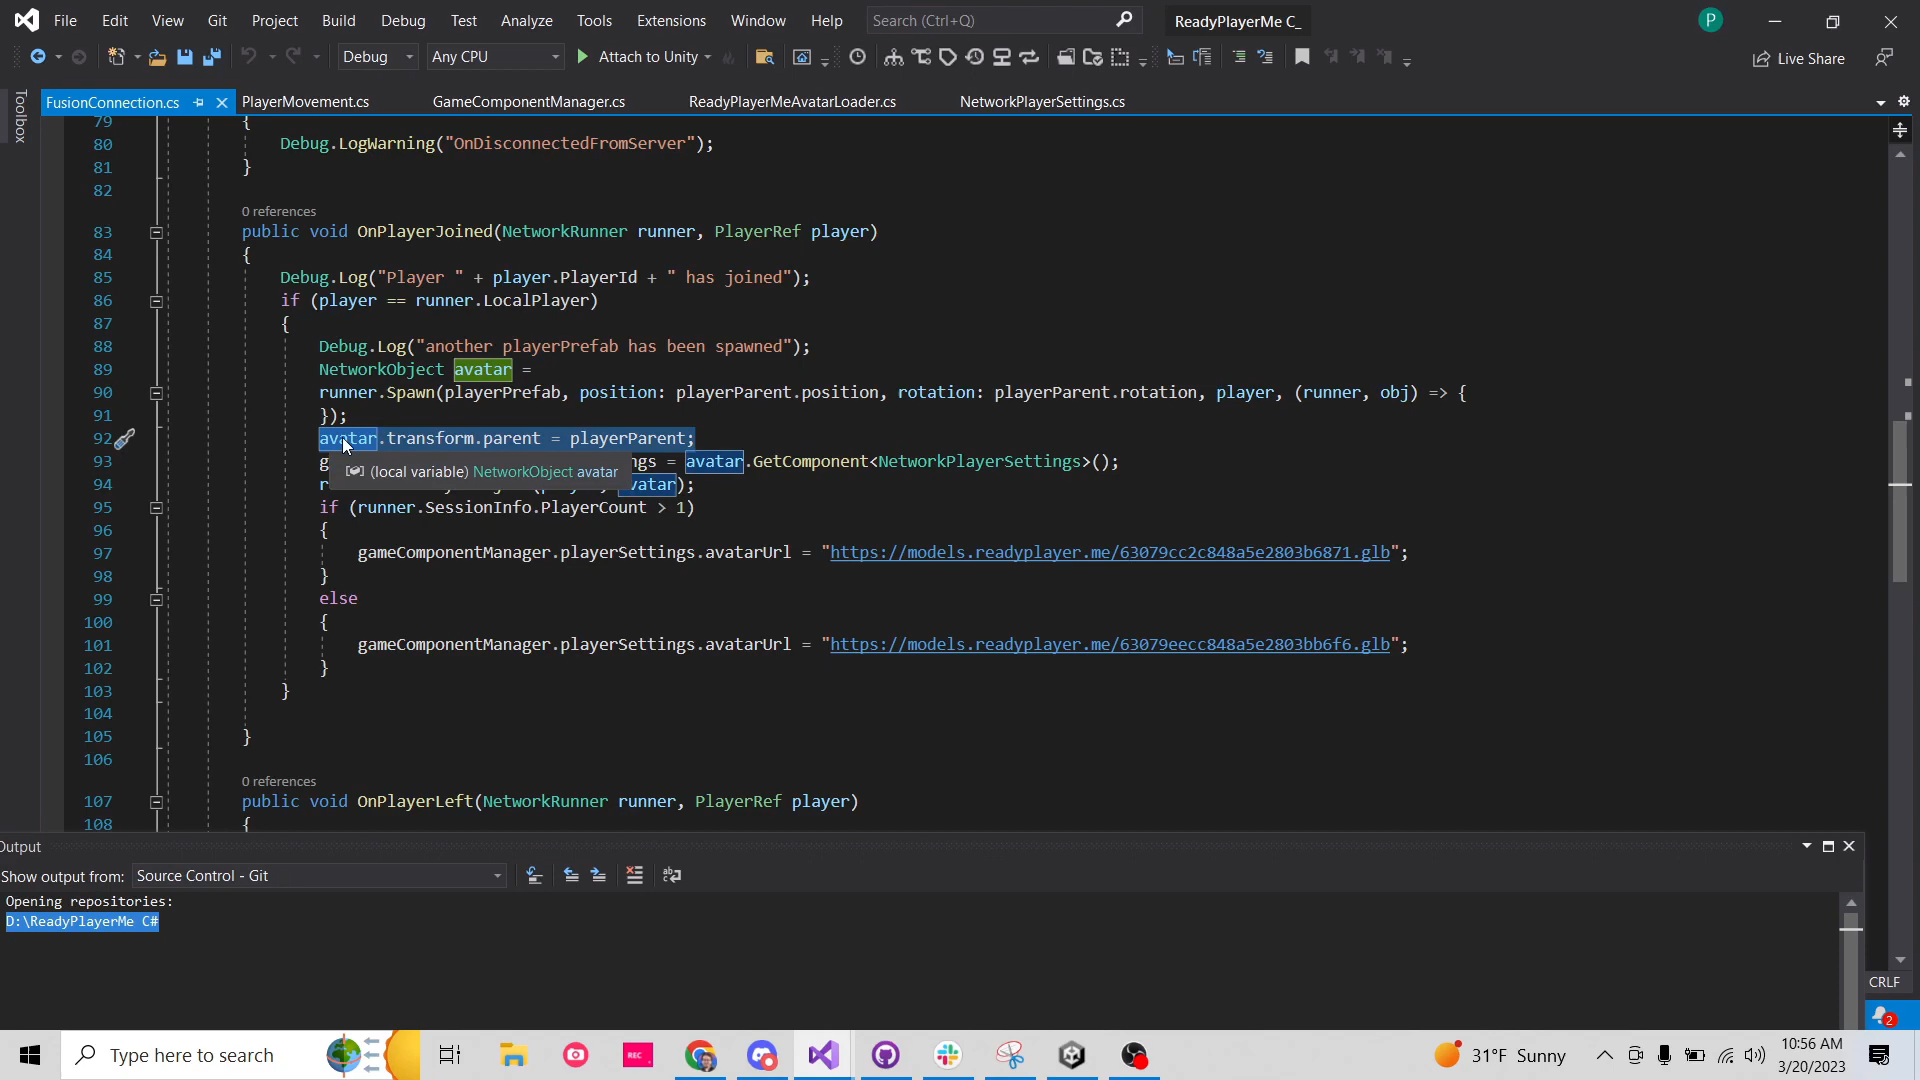 File Edit View Git Project Build Debug Test Analyze Tools Extensions Window Help Search (Ctrl+Q) ReadyPlayerMe C_ P
Debug Any CPU Attach to Unity Live Share
Toolbox
FusionConnection.cs PlayerMovement.cs GameComponentManager.cs ReadyPlayerMeAvatarLoader.cs NetworkPlayerSettings.cs
79 {
80 Debug.LogWarning("OnDisconnectedFromServer");
81 }
82
0 references
83 public void OnPlayerJoined(NetworkRunner runner, PlayerRef player)
84 {
85 Debug.Log("Player " + player.PlayerId + " has joined");
86 if (player == runner.LocalPlayer)
87 {
88 Debug.Log("another playerPrefab has been spawned");
89 NetworkObject avatar =
90 runner.Spawn(playerPrefab, position: playerParent.position, rotation: playerParent.rotation, player, (runner, obj) => {
91 });
92 avatar.transform.parent = playerParent;
93 g ngs = avatar.GetComponent<NetworkPlayerSettings>();
(local variable) NetworkObject avatar
94 r vatar);
95 if (runner.SessionInfo.PlayerCount > 1)
96 {
97 gameComponentManager.playerSettings.avatarUrl = "https://models.readyplayer.me/63079cc2c848a5e2803b6871.glb";
98 }
99 else
100 {
101 gameComponentManager.playerSettings.avatarUrl = "https://models.readyplayer.me/63079eecc848a5e2803bb6f6.glb";
102 }
103 }
104
105 }
106
0 references
107 public void OnPlayerLeft(NetworkRunner runner, PlayerRef player)
108 {
Output
Show output from: Source Control - Git
Opening repositories:
D:\ReadyPlayerMe C#
CRLF
2
Type here to search REC 31°F Sunny 10:56 AM
3/20/2023